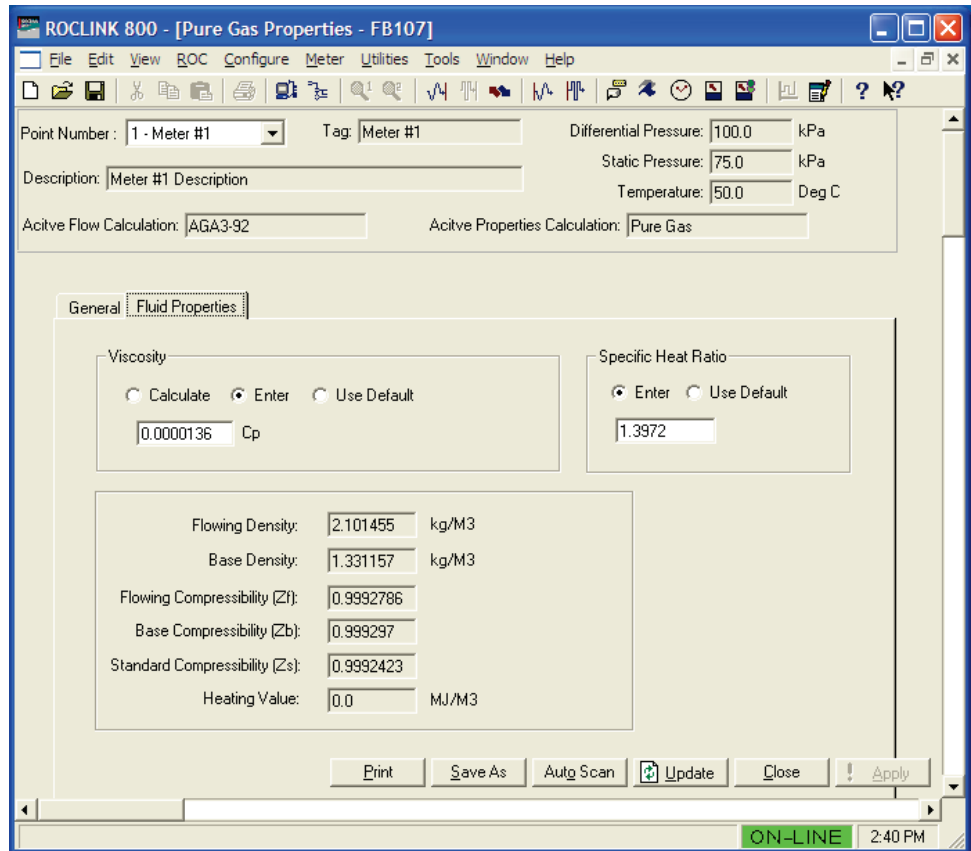 ROCLINK 800 - [Pure Gas Properties - FB107]
File Edit View ROC Configure Meter Utilities Tools Window Help
Point Number : 1 - Meter #1 Tag: Meter #1 Differential Pressure: 100.0 kPa
Static Pressure: 75.0 kPa
Description: Meter #1 Description
Temperature: 50.0 Deg C
Acitve Flow Calculation: AGA3-92 Acitve Properties Calculation: Pure Gas
General Fluid Properties
Viscosity Specific Heat Ratio
Calculate Enter Use Default Enter Use Default
0.0000136 Cp 1.3972
Flowing Density: 2.101455 kg/M3
Base Density: 1.331157 kg/M3
Flowing Compressibility (Zf): 0.9992786
Base Compressibility (Zb): 0.999297
Standard Compressibility (Zs): 0.9992423
Heating Value: 0.0 MJ/M3
Print Save As Auto Scan Update Close ! Apply
ON-LINE 2:40 PM